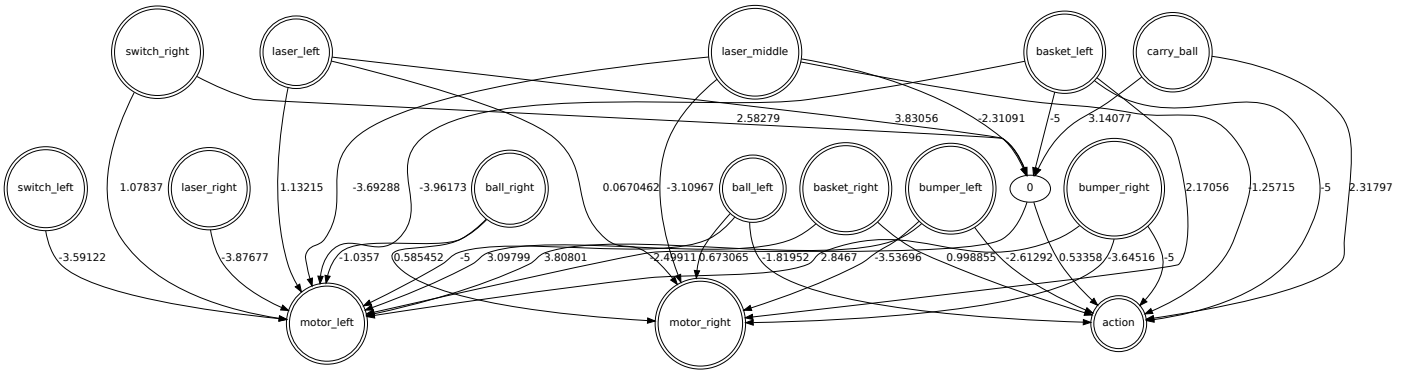 switch_right
laser_left
laser_middle
basket_left
carry_ball
2.58279
3.83056
-2.31091
-5
3.14077
switch_left
1.07837
laser_right
1.13215
-3.69288
-3.96173
ball_right
0.0670462
-3.10967
ball_left
basket_right
bumper_left
0
bumper_right
2.17056
-1.25715
-5
2.31797
-3.59122
-3.87677
-1.0357
0.585452
-5
3.09799
3.80801
-2.49911
0.673065
-1.81952
2.8467
-3.53696
0.998855
-2.61292
0.53358
-3.64516
-5
motor_left
motor_right
action